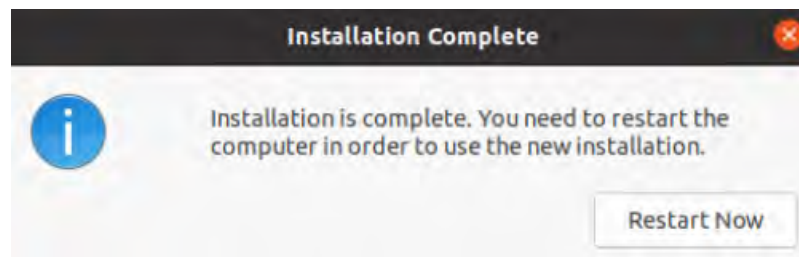 Installation Complete
Installation is complete. You need to restart the
computer in order to use the new installation.
Restart Now